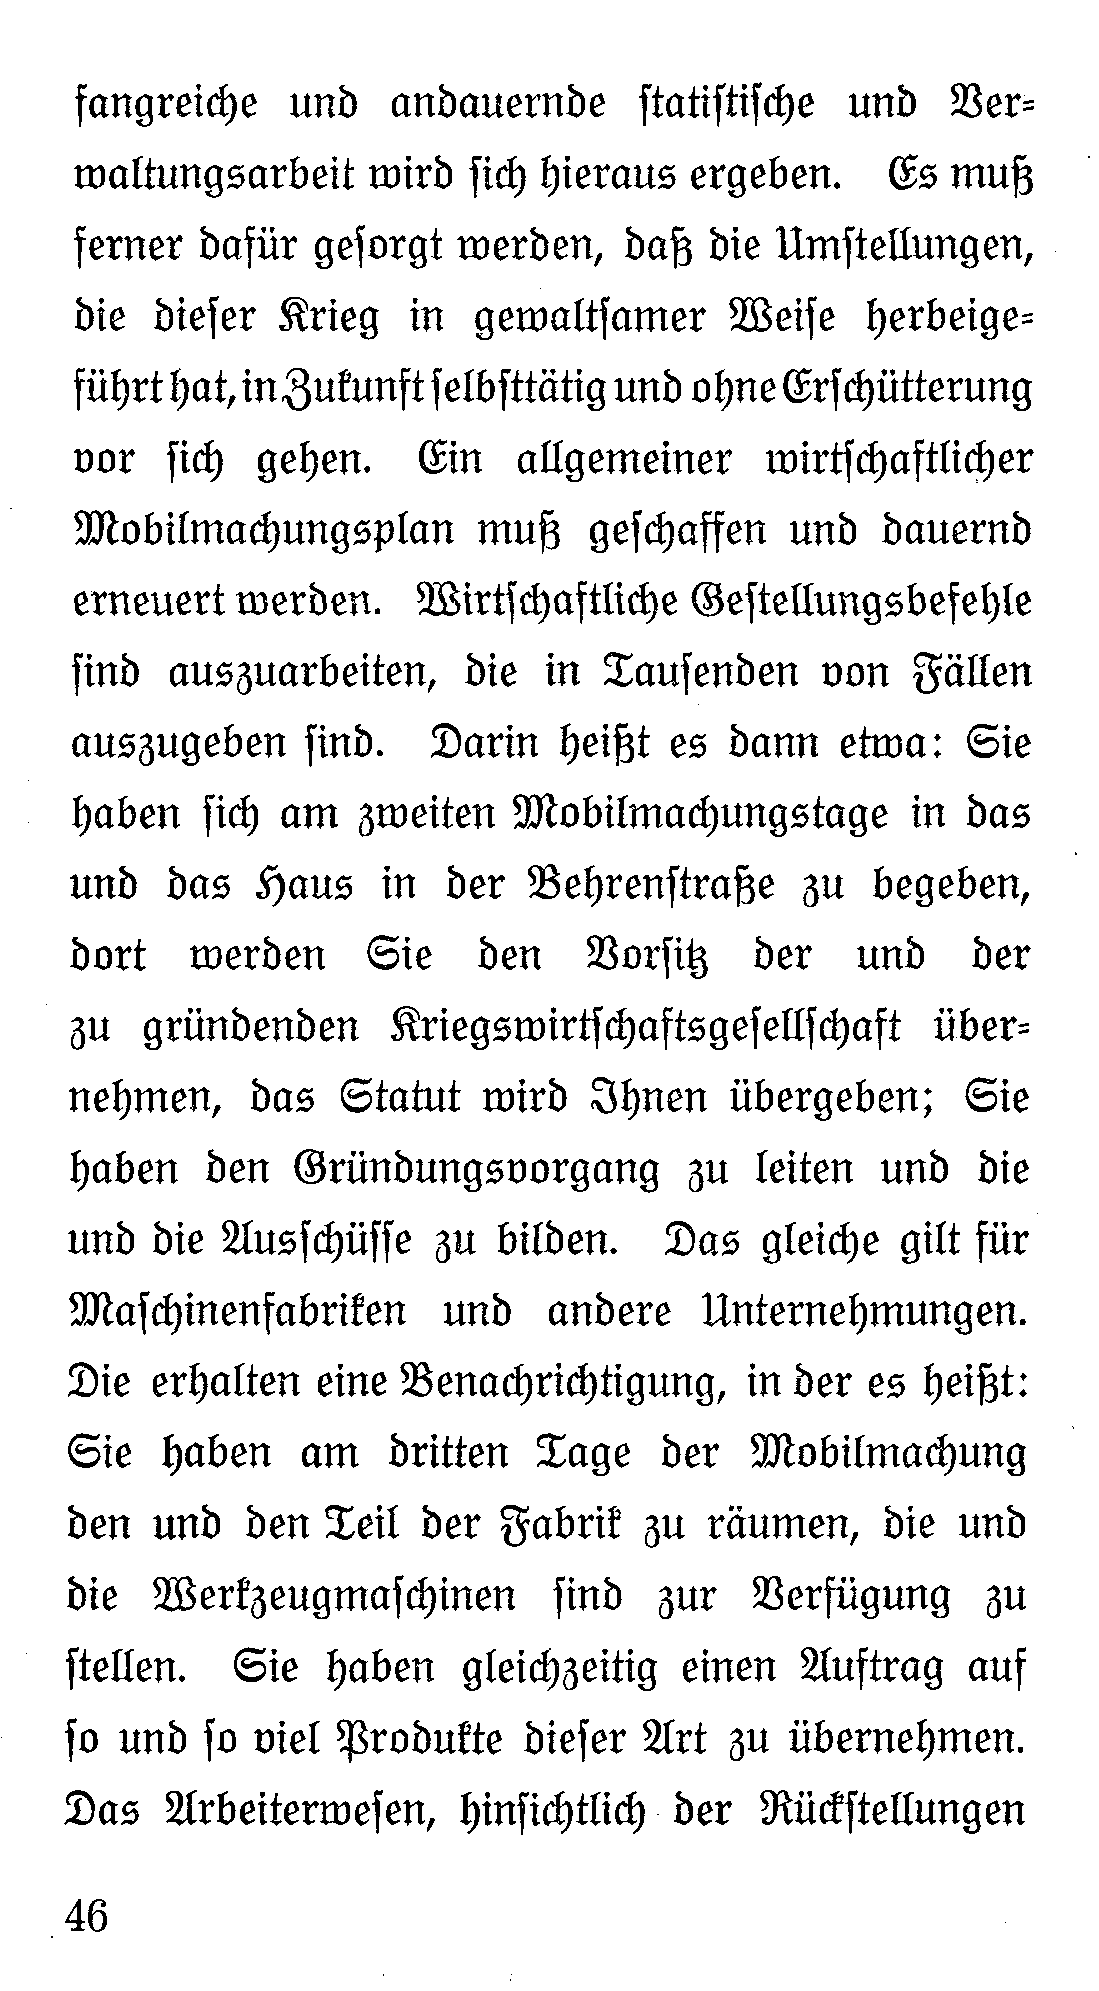 fangreiche und andauernde ſtatiſtiſche und Ver-
waltungsarbeit wird ſich hieraus ergeben. Es muß
ferner dafür geſorgt werden, daß die Umſtellungen,
die dieſer Krieg in gewaltſamer Weiſe herbeige-
führt hat, in Zukunft ſelbſttätig und ohne Erſchütterung
vor ſich gehen. Ein allgemeiner wirtſchaftlicher
Mobilmachungsplan muß geſchaffen und dauernd
erneuert werden. Wirtſchaftliche Geſtellungsbefehle
ſind auszuarbeiten, die in Tauſenden von Fällen
auszugeben ſind. Darin heißt es dann etwa: Sie
haben ſich am zweiten Mobilmachungstage in das
und das Haus in der Behrenſtraße zu begeben,
dort werden Sie den Vorſitz der und der
zu gründenden Kriegswirtſchaftsgeſellſchaft über-
nehmen, das Statut wird Ihnen übergeben; Sie
haben den Gründungsvorgang zu leiten und die
und die Ausſchüſſe zu bilden. Das gleiche gilt für
Maſchinenfabriken und andere Unternehmungen.
Die erhalten eine Benachrichtigung, in der es heißt:
Sie haben am dritten Tage der Mobilmachung
den und den Teil der Fabrik zu räumen, die und
die Werkzeugmaſchinen ſind zur Verfügung zu
ſtellen. Sie haben gleichzeitig einen Auftrag auf
ſo und ſo viel Produkte dieſer Art zu übernehmen.
Das Arbeiterweſen, hinſichtlich der Rückſtellungen
46